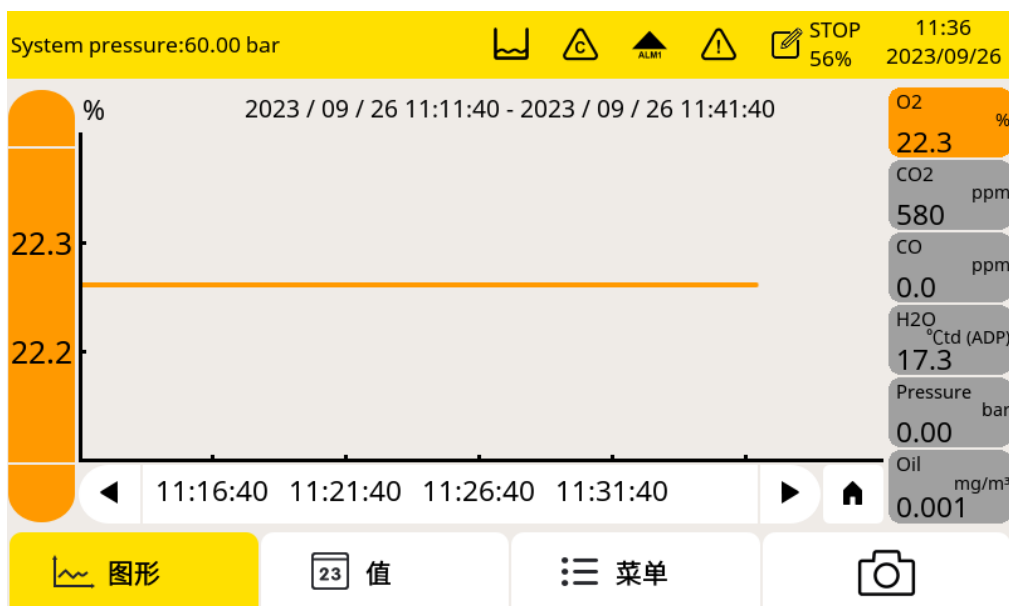 System pressure:60.00 bar
C
ALM1
!
STOP
56%
11:36
2023/09/26
%
2023 / 09 / 26 11:11:40 - 2023 / 09 / 26 11:41:40
22.3
22.2
11:16:40 11:21:40 11:26:40 11:31:40
O2
%
22.3
CO2
ppm
580
CO
ppm
0.0
H2O
°Ctd (ADP)
17.3
Pressure
bar
0.00
Oil
mg/m³
0.001
图形
23 值
菜单